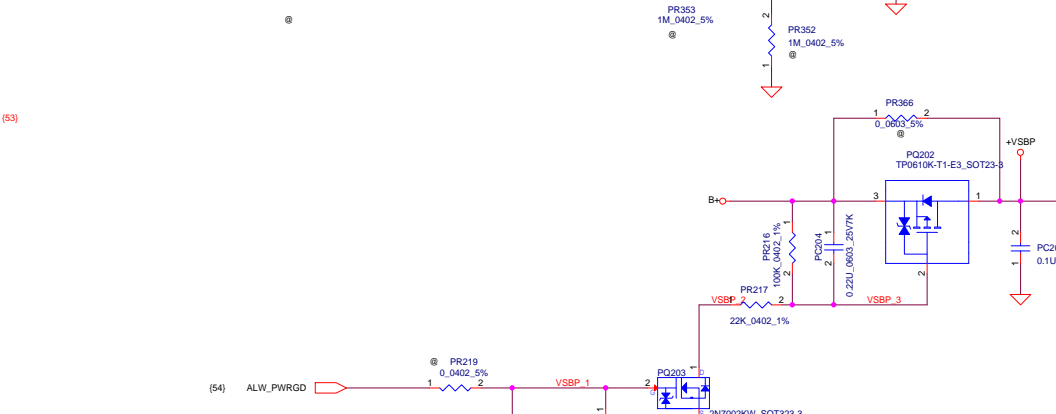 PR353
1M_0402_5%
@
@
2
PR352
1M_0402_5%
@
1
{53}
PR366
1
2
0_0603_5%
@
+VSBP
PQ202
TP0610K-T1-E3_SOT23-3
B+
3
1
PR216
100K_0402_1%
1
2
PC204
0.22U_0603_25V7K
1
2
2
2
1
0.1U
PR217
VSBP_2
1
2
22K_0402_1%
VSBP_3
@
PR219
0_0402_5%
{54}
ALW_PWRGD
1
2
VSBP_1
1
PQ203
1
D
2
G
S
2N7002KW_SOT323-3